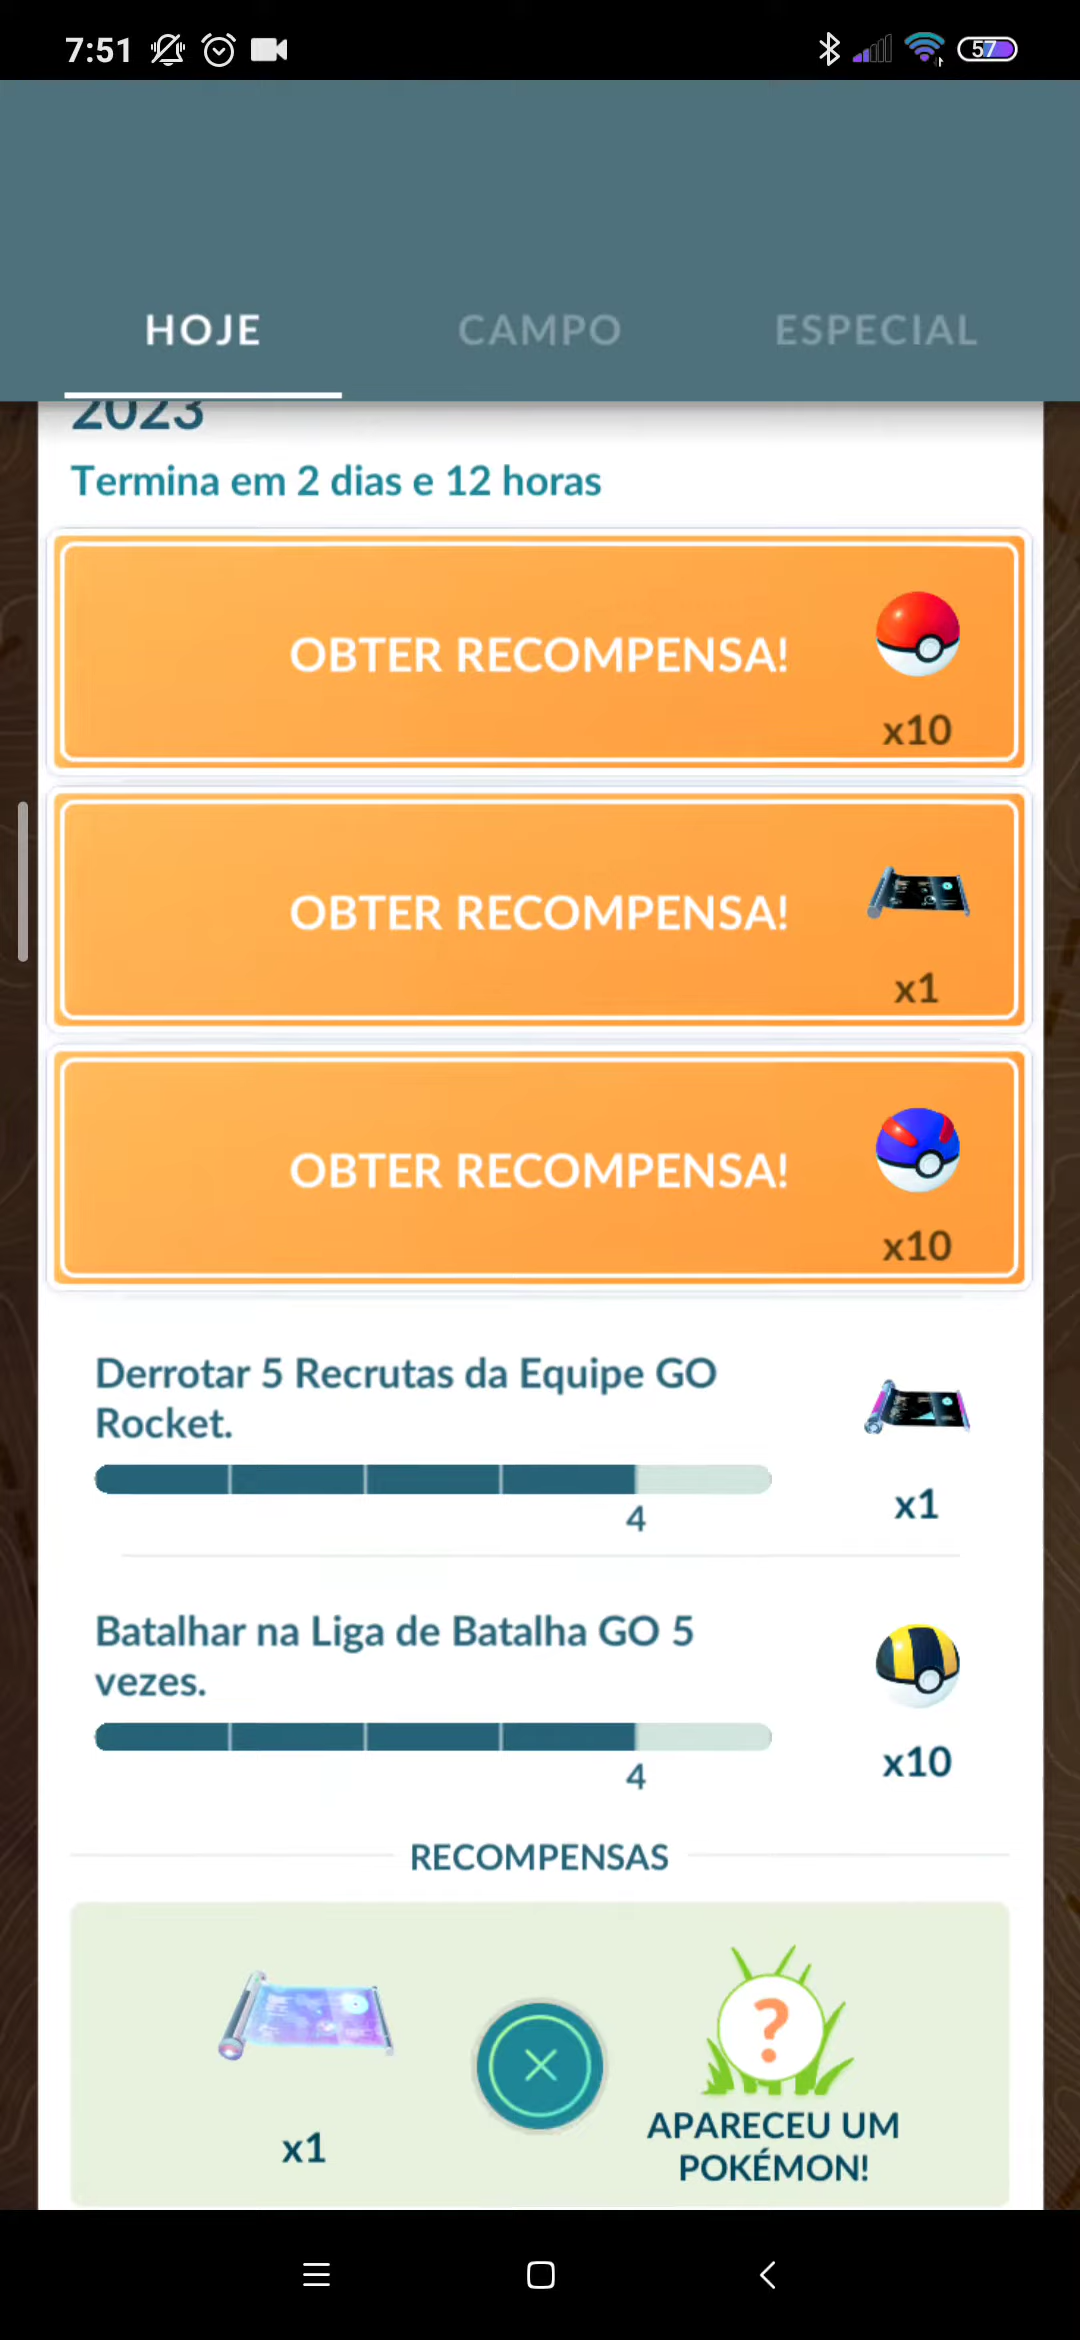 7:51
57
HOJE
CAMPO
ESPECIAL
2023
Termina em 2 dias e 12 horas
OBTER RECOMPENSA!
x10
OBTER RECOMPENSA!
x1
OBTER RECOMPENSA!
x10
Derrotar 5 Recrutas da Equipe GO
Rocket.
4
x1
Batalhar na Liga de Batalha GO 5
vezes.
4
x10
RECOMPENSAS
x1
?
APARECEU UM
POKÉMON!